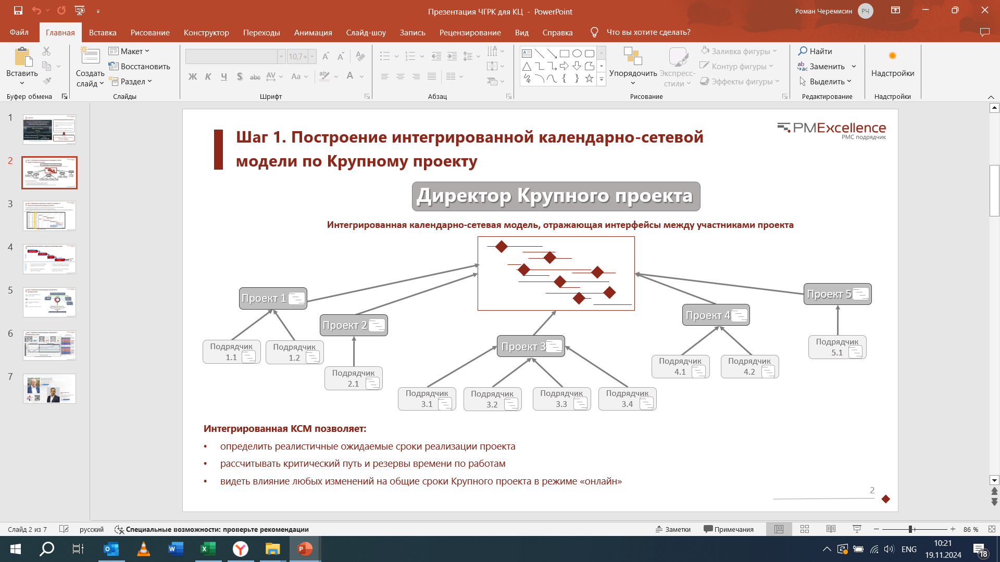 Презентация ЧГРК для КЦ - PowerPoint
Роман Черемисин
РЧ
Файл
Главная
Вставка
Рисование
Конструктор
Переходы
Анимация
Слайд-шоу
Запись
Рецензирование
Вид
Справка
Что вы хотите сделать?
Вставить
Буфер обмена
Создать слайд
Макет
Восстановить
Раздел
Слайды
10,7+
Ж К Ч S abc AV Aa A
Шрифт
Абзац
Упорядочить
Экспресс-стили
Заливка фигуры
Контур фигуры
Эффекты фигуры
Рисование
Найти
Заменить
Выделить
Редактирование
Надстройки
Надстройки
1
2
3
4
5
6
7
Шаг 1. Построение интегрированной календарно-сетевой
модели по Крупному проекту
PMExcellence
РМС подрядчик
Директор Крупного проекта
Интегрированная календарно-сетевая модель, отражающая интерфейсы между участниками проекта
Проект 1
Проект 2
Проект 3
Проект 4
Проект 5
Подрядчик
1.1
Подрядчик
1.2
Подрядчик
2.1
Подрядчик
3.1
Подрядчик
3.2
Подрядчик
3.3
Подрядчик
3.4
Подрядчик
4.1
Подрядчик
4.2
Подрядчик
5.1
Интегрированная КСМ позволяет:
• определить реалистичные ожидаемые сроки реализации проекта
• рассчитывать критический путь и резервы времени по работам
• видеть влияние любых изменений на общие сроки Крупного проекта в режиме «онлайн»
2
Слайд 2 из 7
русский
Специальные возможности: проверьте рекомендации
Заметки
Примечания
86 %
ENG
10:21
19.11.2024
18